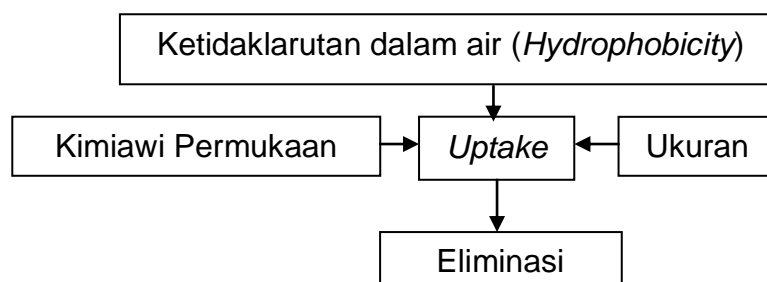 Ketidaklarutan dalam air (Hydrophobicity)
Kimiawi Permukaan
Uptake
Ukuran
Eliminasi